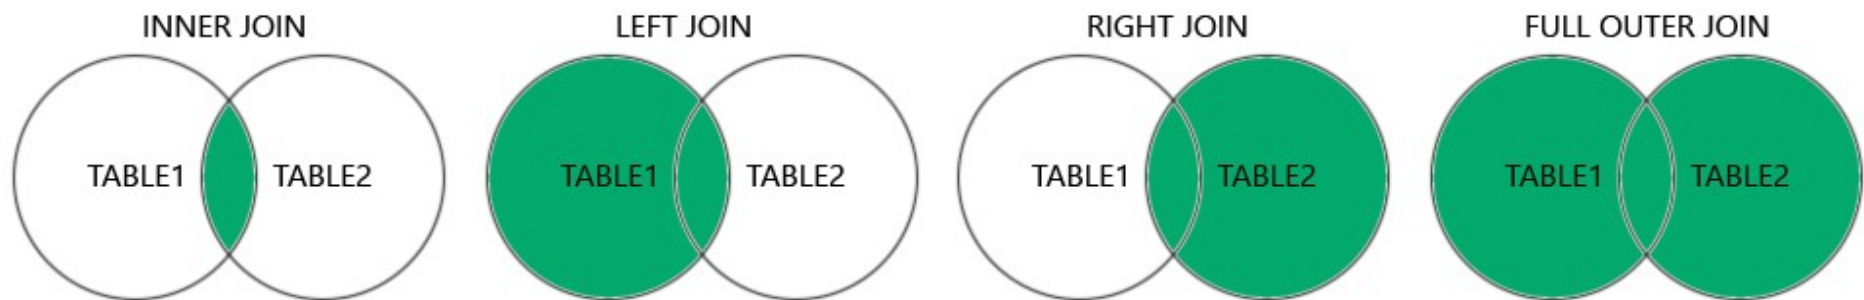 INNER JOIN
TABLE1
TABLE2
LEFT JOIN
TABLE1
TABLE2
RIGHT JOIN
TABLE1
TABLE2
FULL OUTER JOIN
TABLE1
TABLE2